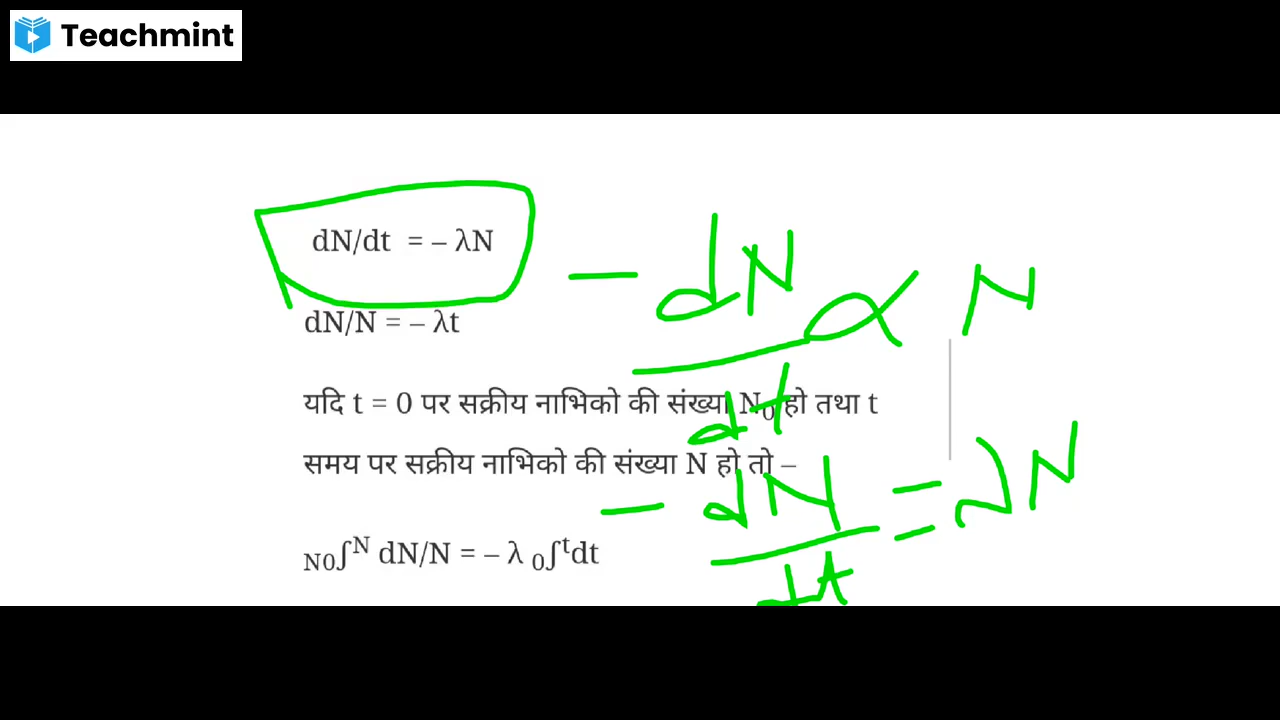 Teachmint
dN/dt = – λN
– dN/dt ∝ N
dN/N = – λt
यदि t = 0 पर सक्रीय नाभिको की संख्या N₀ हो तथा t
समय पर सक्रीय नाभिको की संख्या N हो तो –
– dN/dt = λN
N0∫ᴺ dN/N = – λ ₀∫ᵗdt